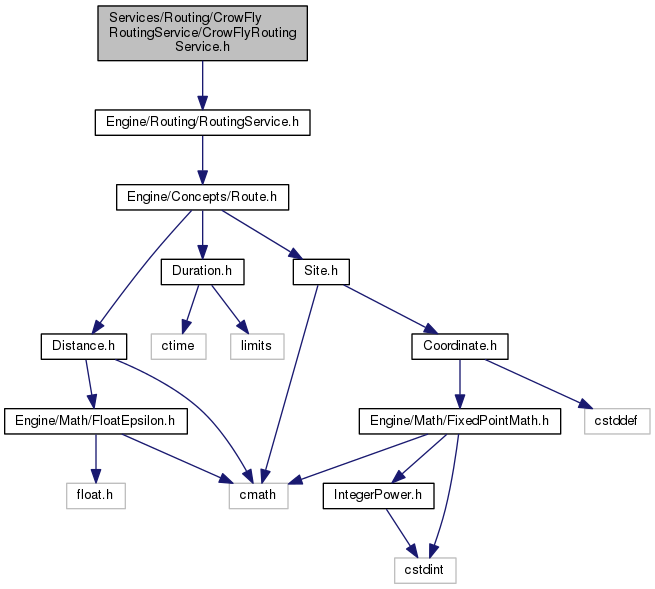 Services/Routing/CrowFly
RoutingService/CrowFlyRouting
Service.h
Engine/Routing/RoutingService.h
Engine/Concepts/Route.h
Duration.h
Site.h
Distance.h
ctime
limits
Coordinate.h
Engine/Math/FloatEpsilon.h
Engine/Math/FixedPointMath.h
cstddef
float.h
cmath
IntegerPower.h
cstdint